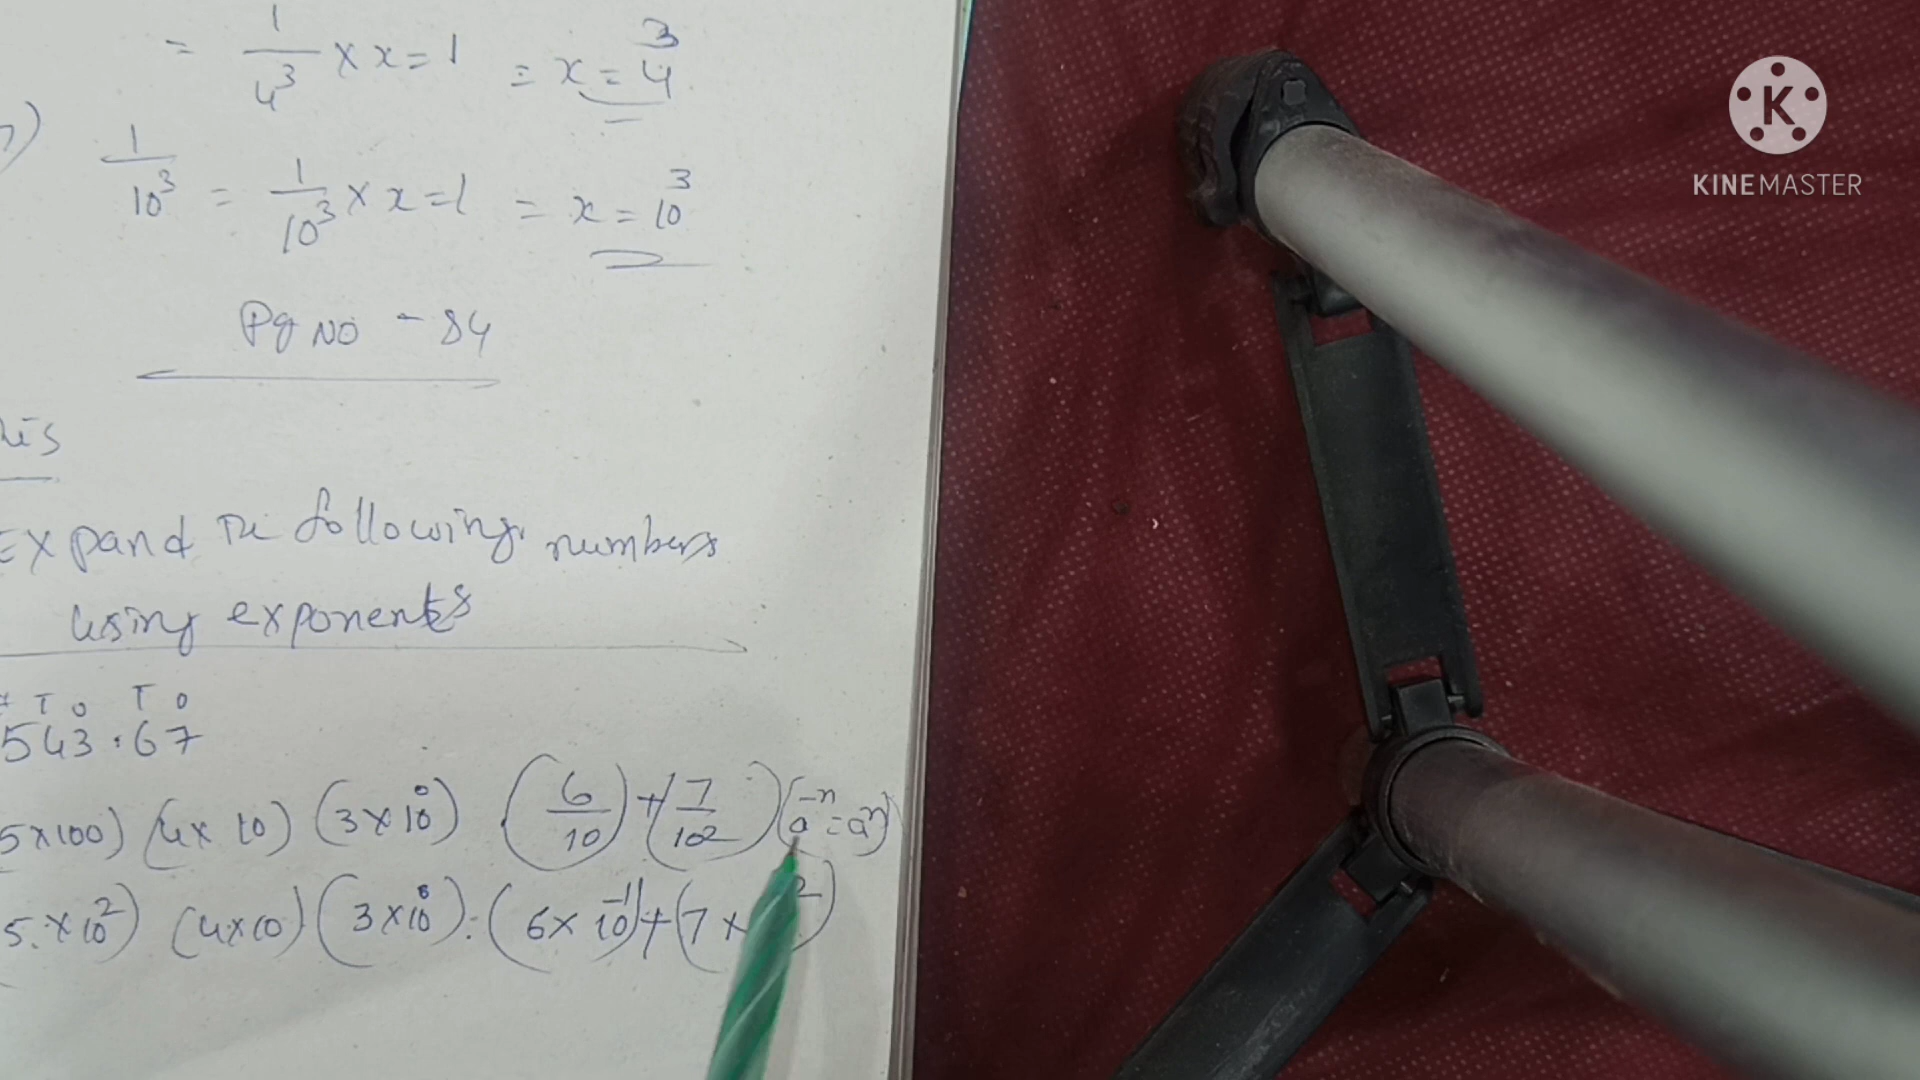 = 1/4³ × x = 1 = x = 4³
7) 1/10³ = 1/10³ × x = 1 = x = 10³
Pg NO - 84
Expand the following numbers
using exponents
T O T O
543.67
5×100) (4×10) (3×10⁰) . (6/10) + (7/10²) (a⁻ⁿ = aⁿ)
5.×10²) (4×10) (3×10⁰) . (6×10⁻¹) + (7×
KINEMASTER